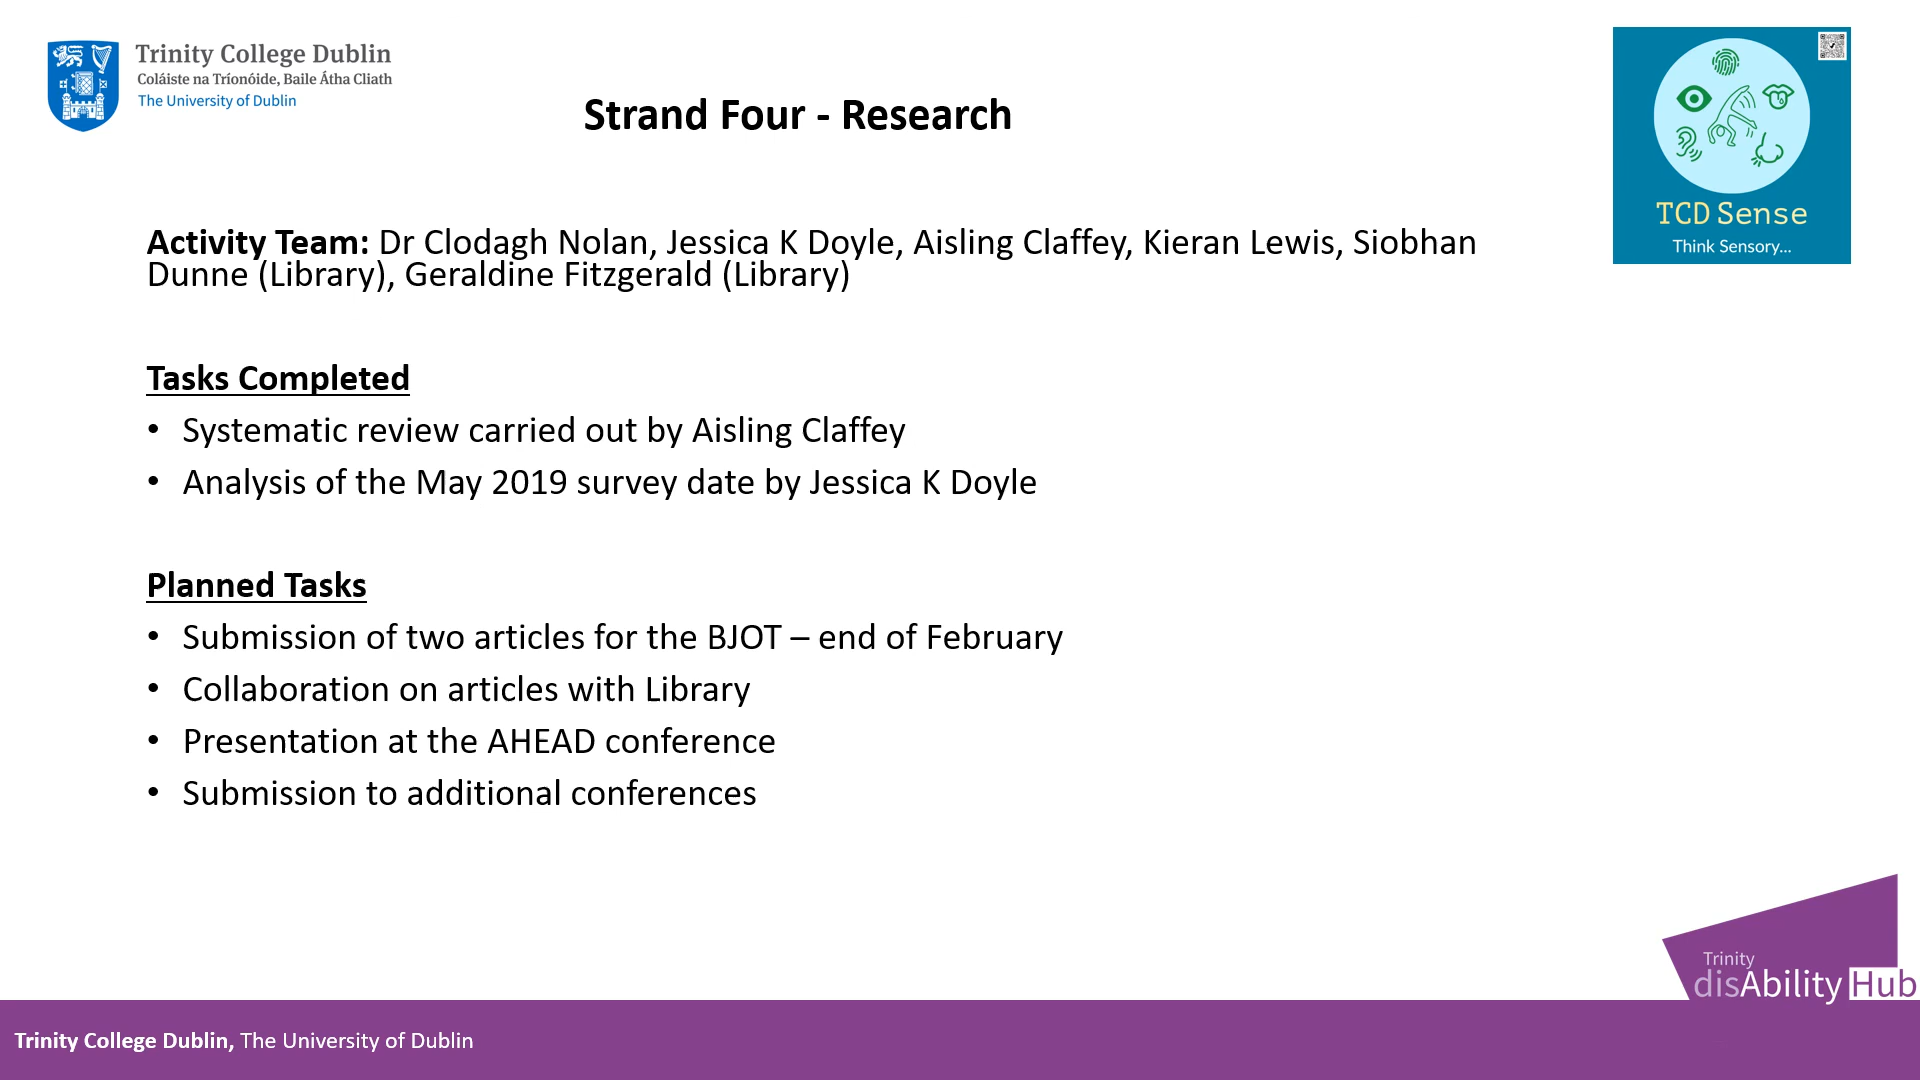 Trinity College Dublin
Coláiste na Tríonóide, Baile Átha Cliath
The University of Dublin
Strand Four - Research
TCD Sense
Think Sensory...
Activity Team: Dr Clodagh Nolan, Jessica K Doyle, Aisling Claffey, Kieran Lewis, Siobhan
Dunne (Library), Geraldine Fitzgerald (Library)
Tasks Completed
• Systematic review carried out by Aisling Claffey
• Analysis of the May 2019 survey date by Jessica K Doyle
Planned Tasks
• Submission of two articles for the BJOT – end of February
• Collaboration on articles with Library
• Presentation at the AHEAD conference
• Submission to additional conferences
Trinity
disAbility Hub
Trinity College Dublin, The University of Dublin